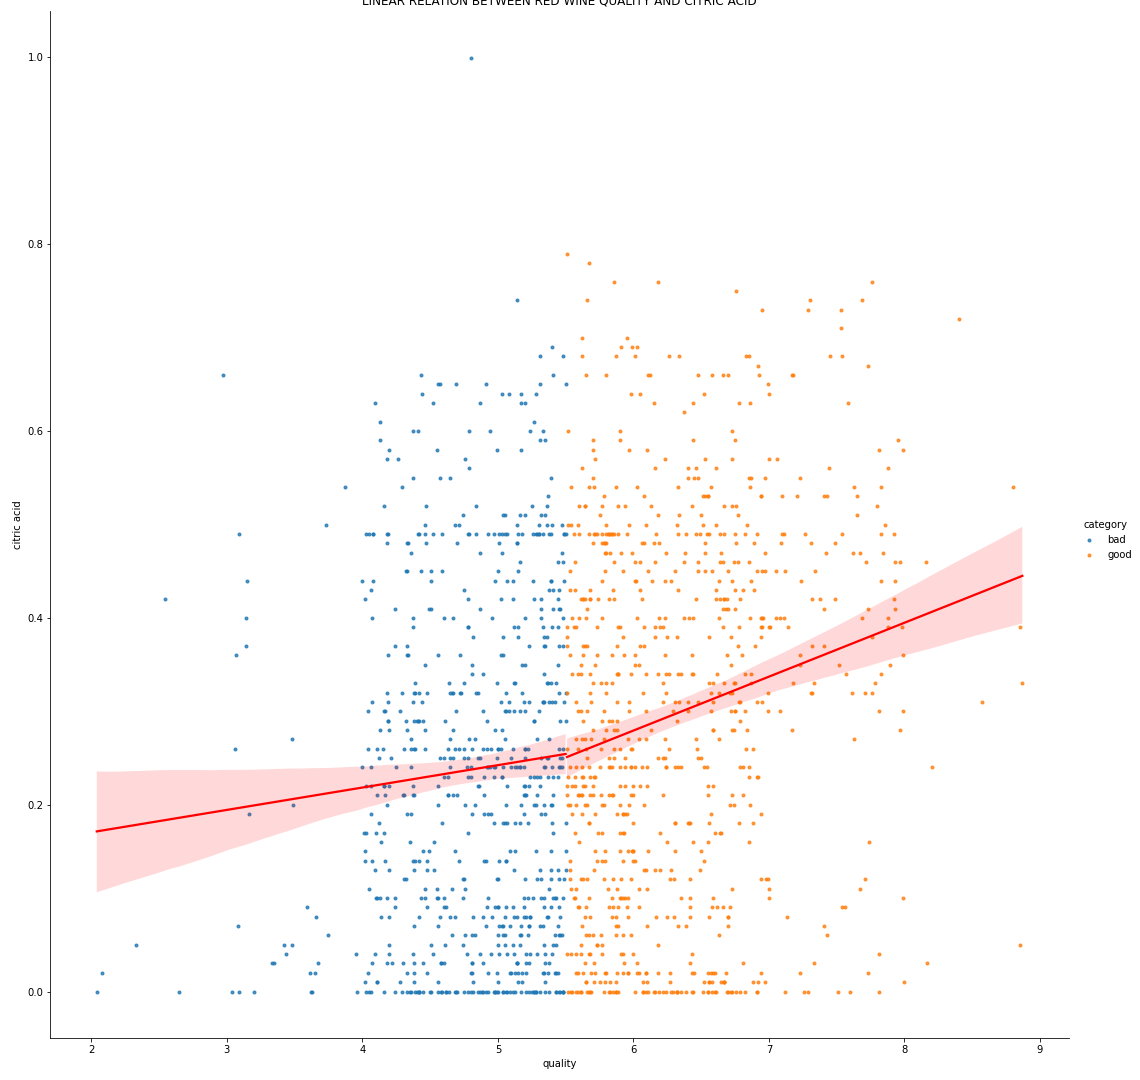 LINEAR RELATION BETWEEN RED WINE QUALITY AND CITRIC ACID
1.0
0.8
0.6
0.4
0.2
0.0
citric acid
2 3 4 5 6 7 8 9
quality
category
bad
good